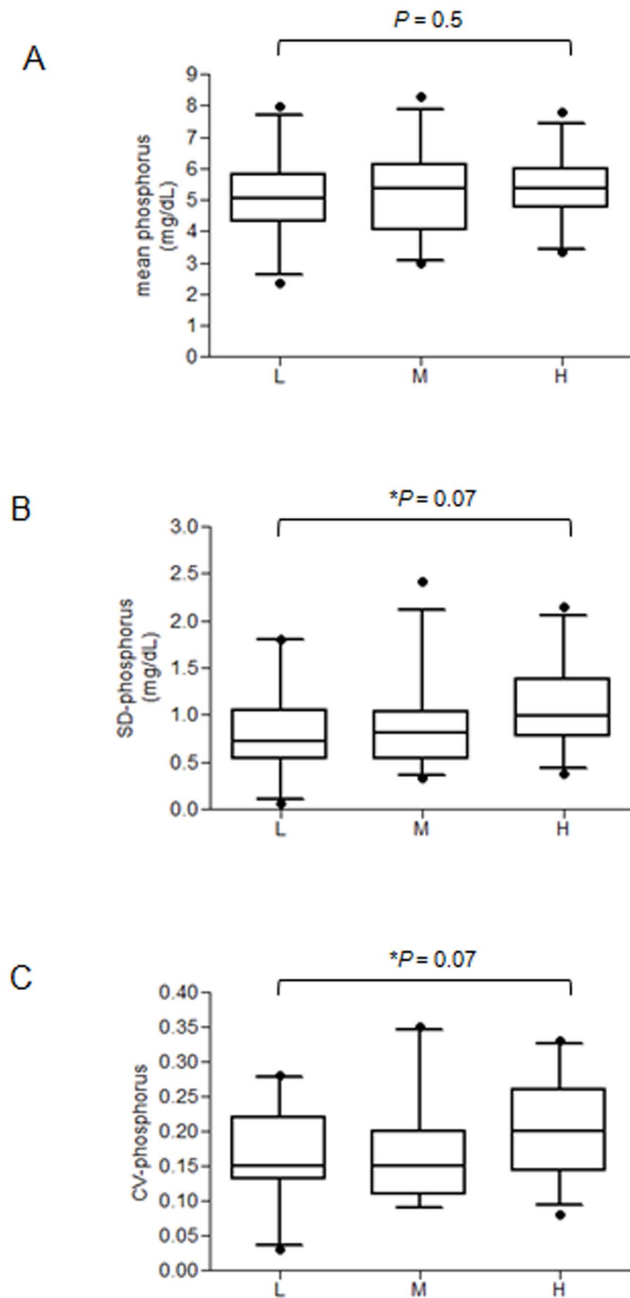 P = 0.5
A
9
8
7
6
5
4
3
2
1
0
mean phosphorus
(mg/dL)
L M H
*P = 0.07
B
3.0
2.5
2.0
1.5
1.0
0.5
0.0
SD-phosphorus
(mg/dL)
L M H
*P = 0.07
C
0.40
0.35
0.30
0.25
0.20
0.15
0.10
0.05
0.00
CV-phosphorus
L M H